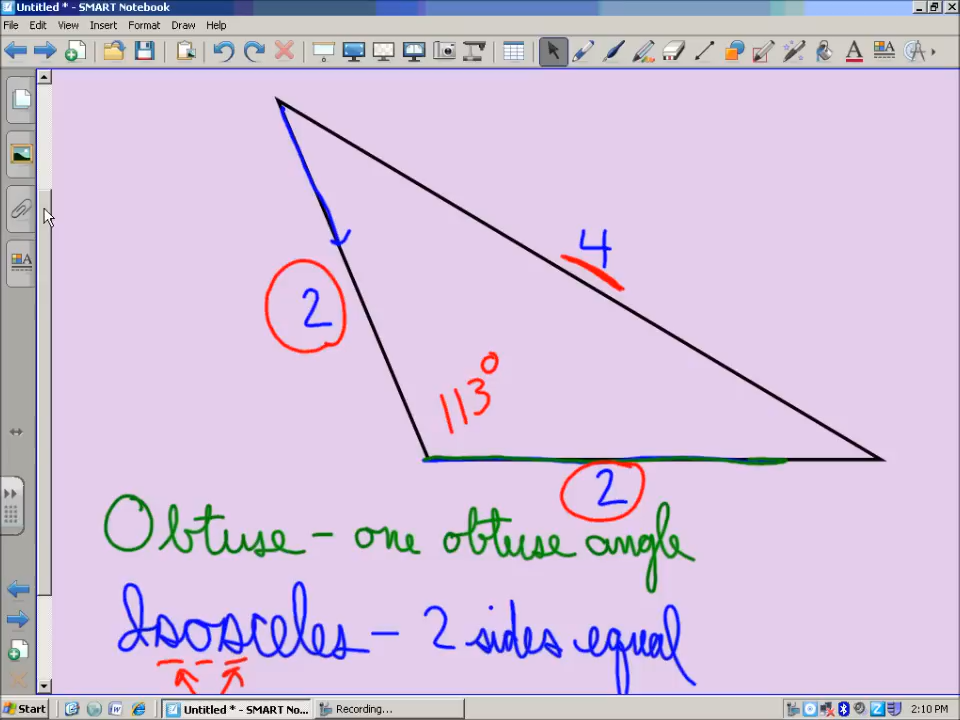 Untitled * - SMART Notebook
File Edit View Insert Format Draw Help
4
2
113°
2
Obtuse - one obtuse angle
Isosceles - 2 sides equal
Start
Untitled * - SMART No...
Recording...
2:10 PM